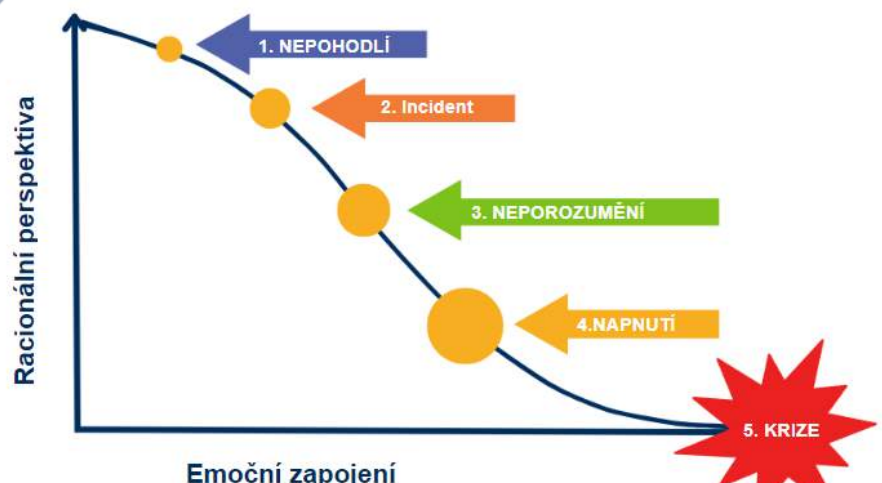 1. NEPOHODLÍ
2. Incident
3. NEPOROZUMĚNÍ
4.NAPNUTÍ
5. KRIZE
Racionální perspektiva
Emoční zapojení